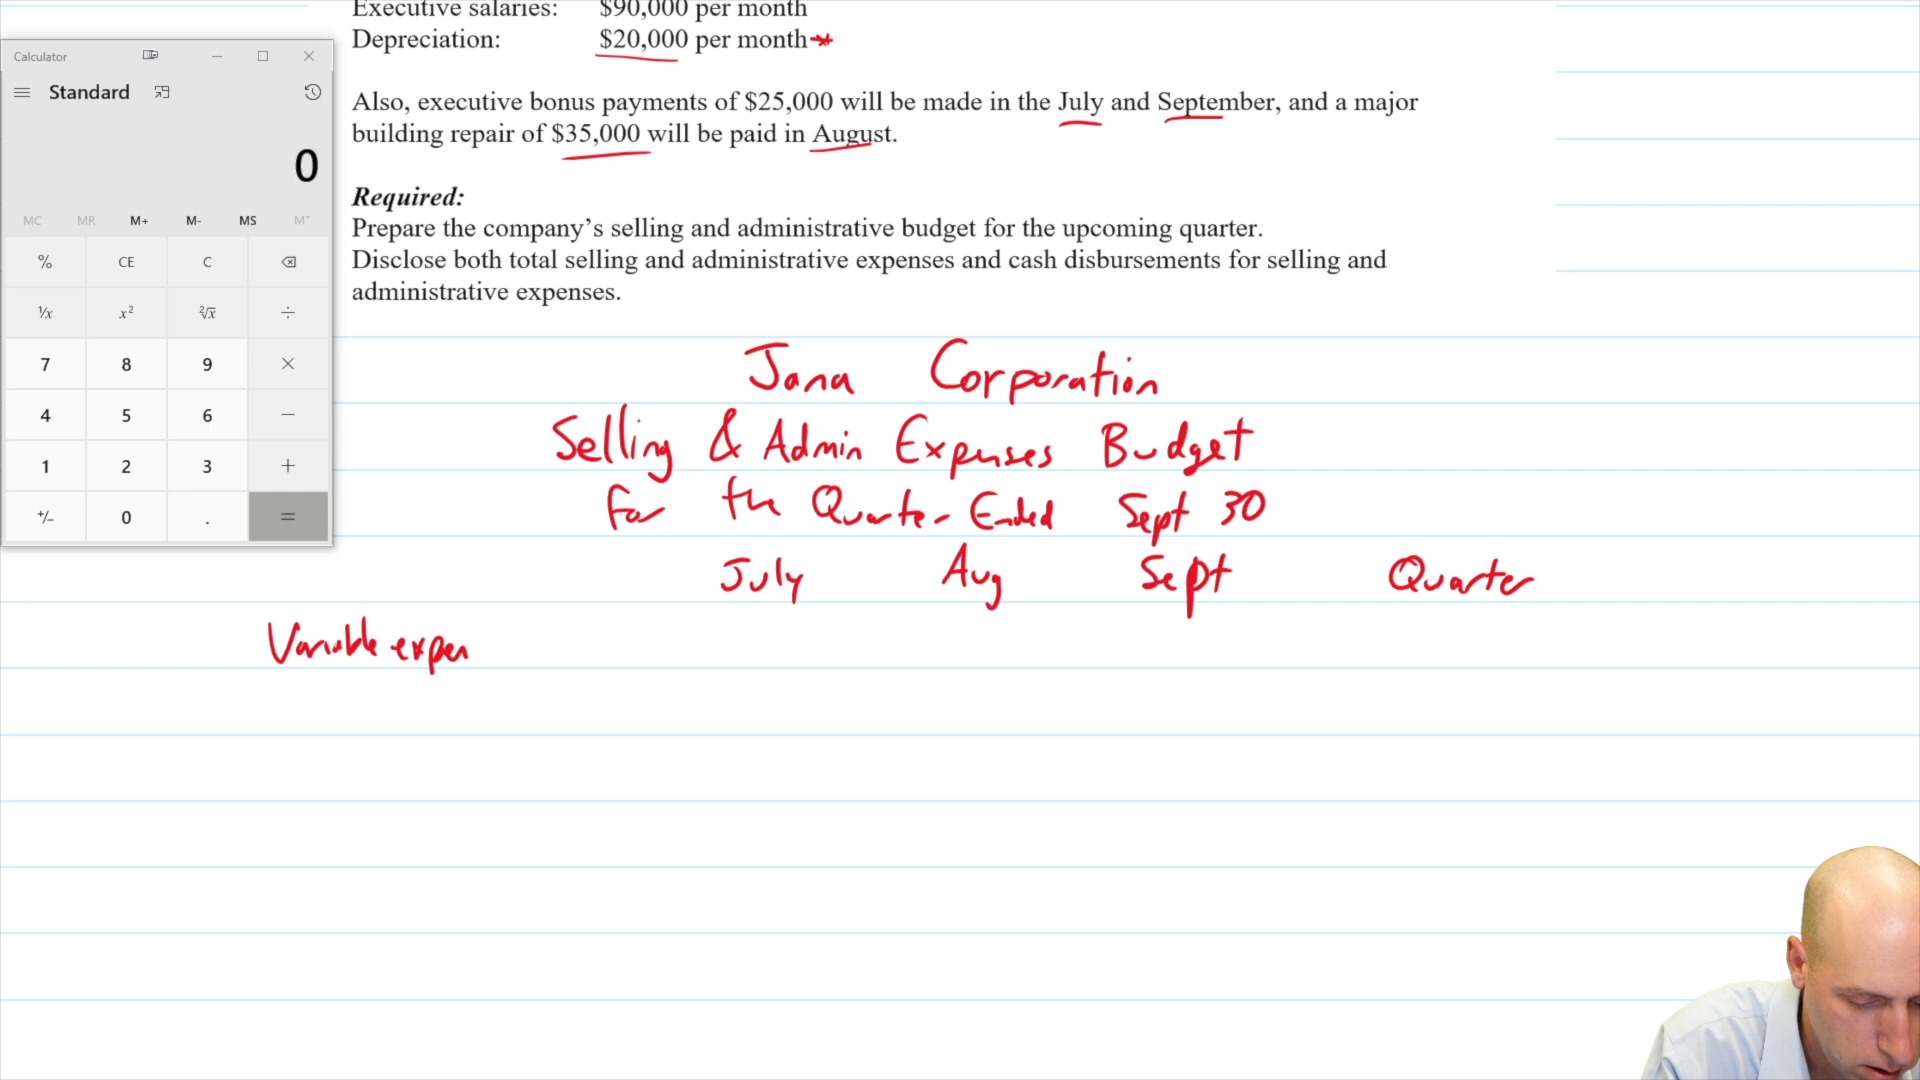 Executive salaries: $90,000 per month
Depreciation: $20,000 per month*
Calculator
Standard
Also, executive bonus payments of $25,000 will be made in the July and September, and a major
building repair of $35,000 will be paid in August.
0
Required:
MC MR M+ M- MS M˅
Prepare the company’s selling and administrative budget for the upcoming quarter.
Disclose both total selling and administrative expenses and cash disbursements for selling and
administrative expenses.
% CE C
¹/x x² ²√x ÷
7 8 9 ×
4 5 6 −
1 2 3 +
+/− 0 . =
Jana Corporation
Selling & Admin Expenses Budget
For the Quarter Ended Sept 30
July Aug Sept Quarter
Variable expen